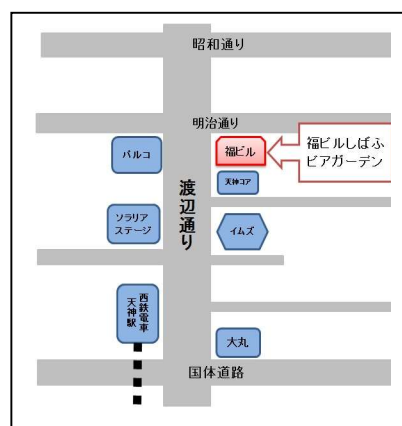 昭和通り
明治通り
パルコ
福ビル
福ビルしばふ
ビアガーデン
天神コア
渡辺通り
ソラリア
ステージ
イムズ
西鉄電車
天神駅
大丸
国体道路